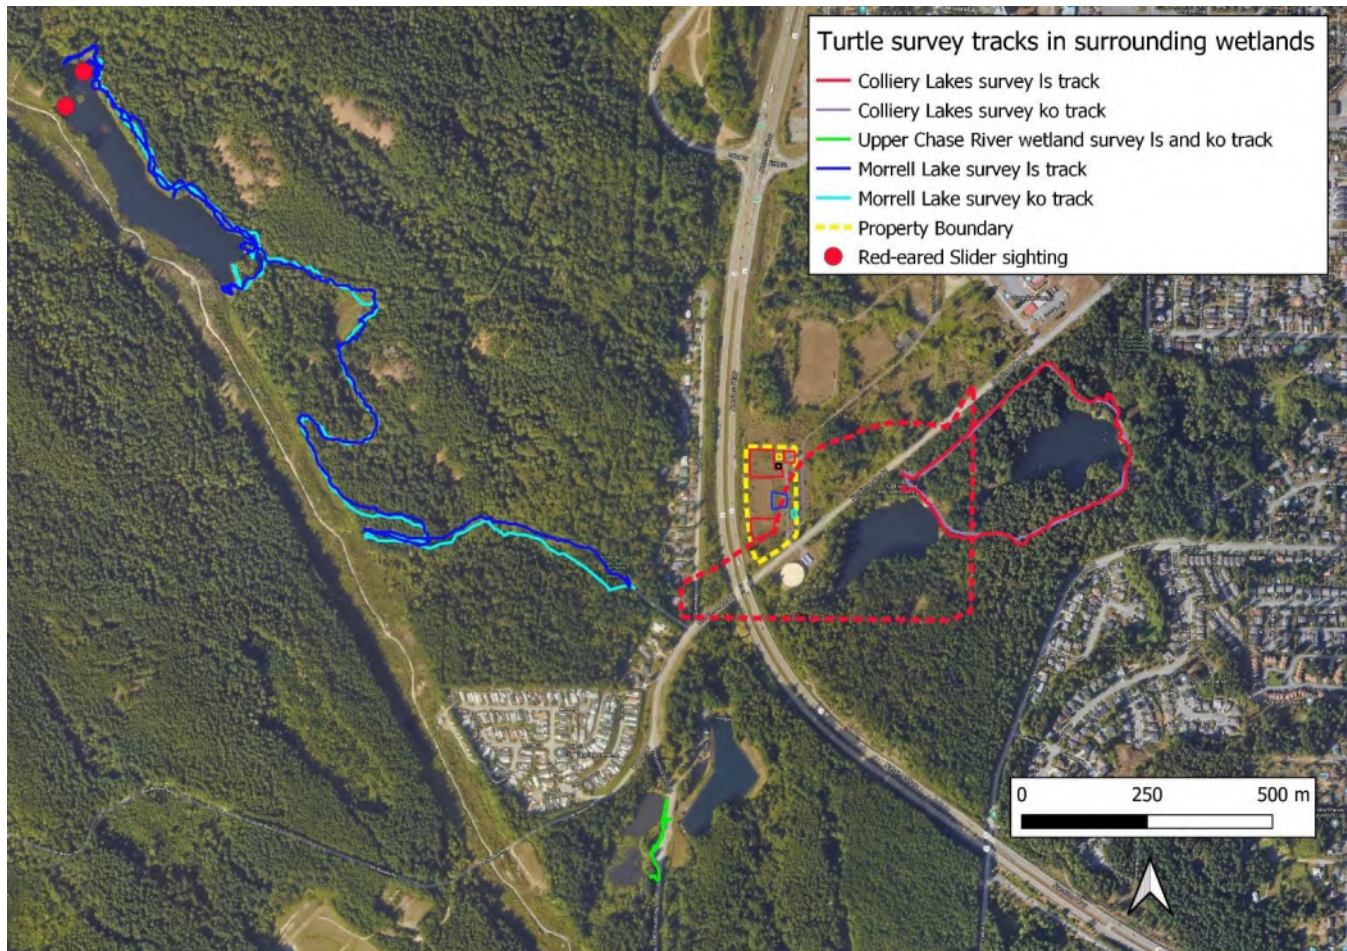 Turtle survey tracks in surrounding wetlands
Colliery Lakes survey ls track
Colliery Lakes survey ko track
Upper Chase River wetland survey ls and ko track
Morrell Lake survey ls track
Morrell Lake survey ko track
Property Boundary
Red-eared Slider sighting
0 250 500 m